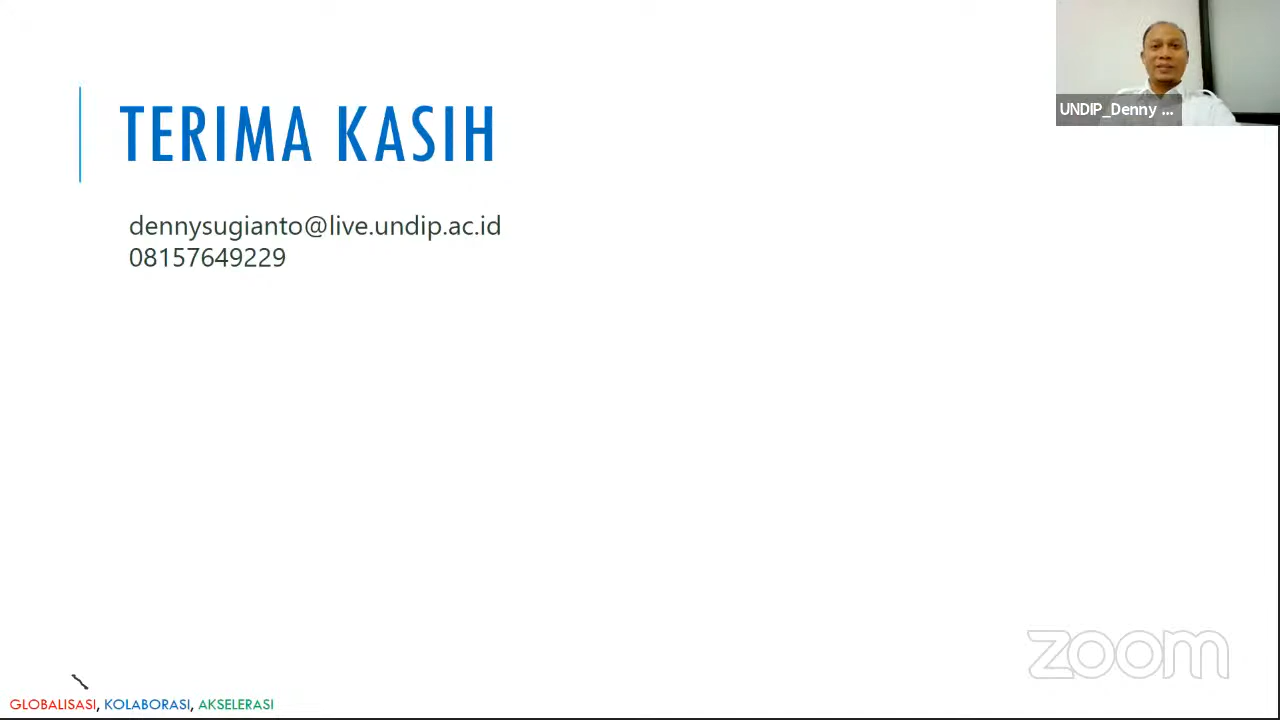 TERIMA KASIH
dennysugianto@live.undip.ac.id
08157649229
UNDIP_Denny ...
zoom
GLOBALISASI, KOLABORASI, AKSELERASI